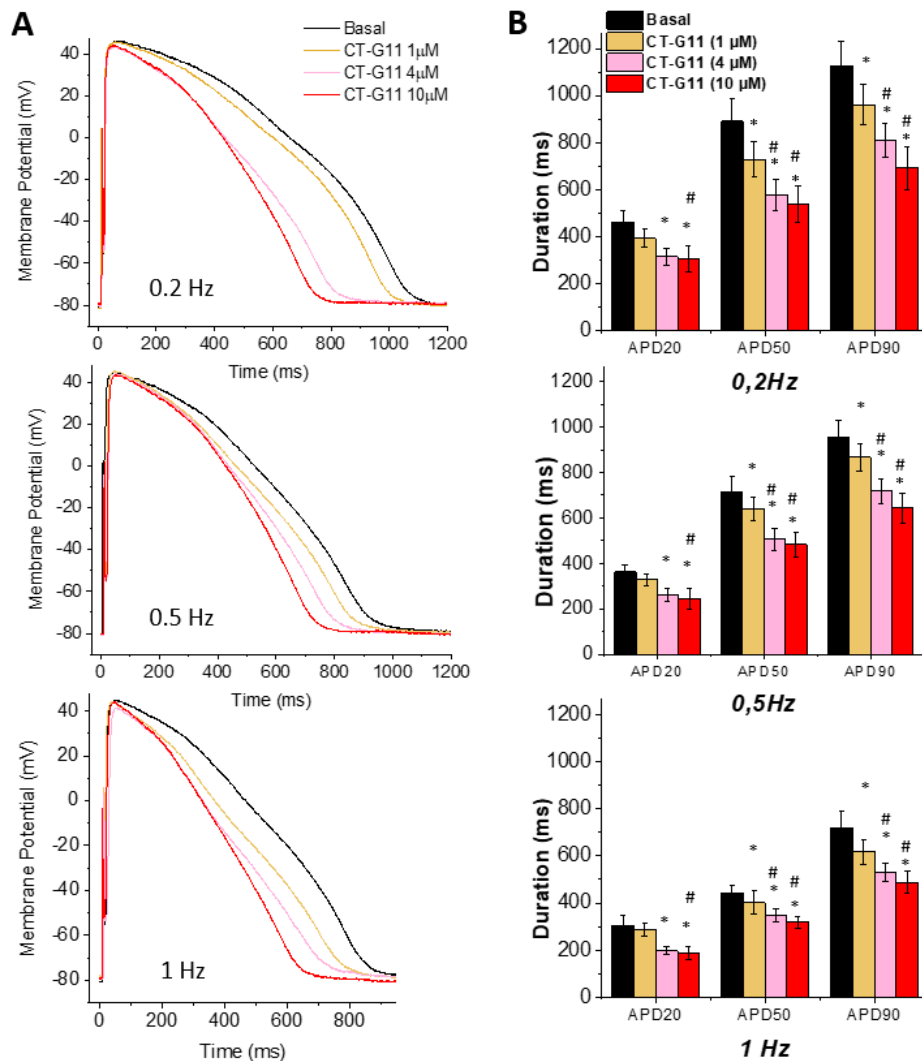 A
Membrane Potential (mV)
40
20
0
-20
-40
-60
-80
Basal
CT-G11 1µM
CT-G11 4µM
CT-G11 10µM
0.2 Hz
0 200 400 600 800 1000 1200
Time (ms)
Membrane Potential (mV)
40
20
0
-20
-40
-60
-80
0.5 Hz
0 200 400 600 800 1000 1200
Time (ms)
Membrane Potential (mV)
40
20
0
-20
-40
-60
-80
1 Hz
0 200 400 600 800
Time (ms)
B
Duration (ms)
1200
1000
800
600
400
200
0
Basal
CT-G11 (1 µM)
CT-G11 (4 µM)
CT-G11 (10 µM)
* # * #
* # # * *
# * *
* *
APD20 APD50 APD90
0,2Hz
Duration (ms)
1200
1000
800
600
400
200
0
* # * # *
* # * # *
* # *
APD20 APD50 APD90
0,5Hz
Duration (ms)
1200
1000
800
600
400
200
0
* # * # *
* # * # *
* # *
APD20 APD50 APD90
1 Hz